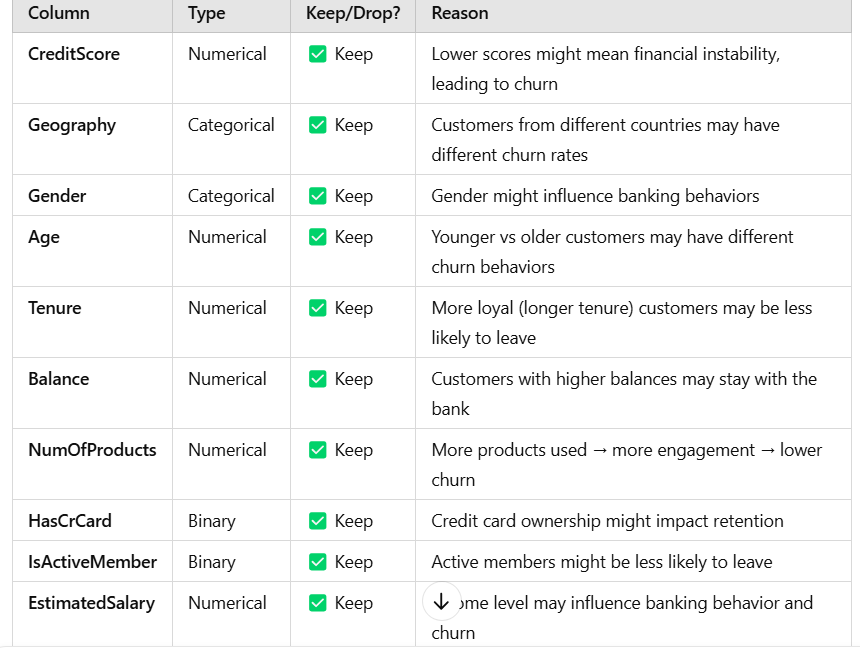 Column Type Keep/Drop? Reason
CreditScore Numerical ✅ Keep Lower scores might mean financial instability,
leading to churn
Geography Categorical ✅ Keep Customers from different countries may have
different churn rates
Gender Categorical ✅ Keep Gender might influence banking behaviors
Age Numerical ✅ Keep Younger vs older customers may have different
churn behaviors
Tenure Numerical ✅ Keep More loyal (longer tenure) customers may be less
likely to leave
Balance Numerical ✅ Keep Customers with higher balances may stay with the
bank
NumOfProducts Numerical ✅ Keep More products used → more engagement → lower
churn
HasCrCard Binary ✅ Keep Credit card ownership might impact retention
IsActiveMember Binary ✅ Keep Active members might be less likely to leave
EstimatedSalary Numerical ✅ Keep level may influence banking behavior and
churn